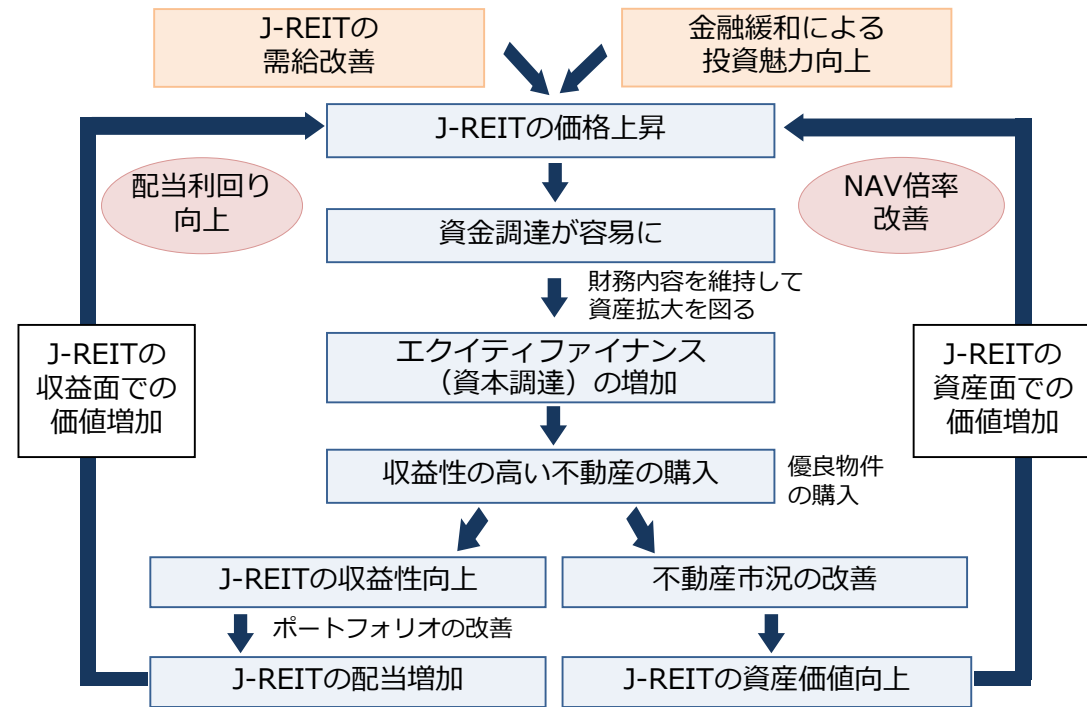 J-REITの
需給改善
金融緩和による
投資魅力向上
J-REITの価格上昇
配当利回り
向上
NAV倍率
改善
資金調達が容易に
財務内容を維持して
資産拡大を図る
J-REITの
収益面での
価値増加
エクイティファイナンス
（資本調達）の増加
J-REITの
資産面での
価値増加
収益性の高い不動産の購入
優良物件
の購入
J-REITの収益性向上
不動産市況の改善
ポートフォリオの改善
J-REITの配当増加
J-REITの資産価値向上